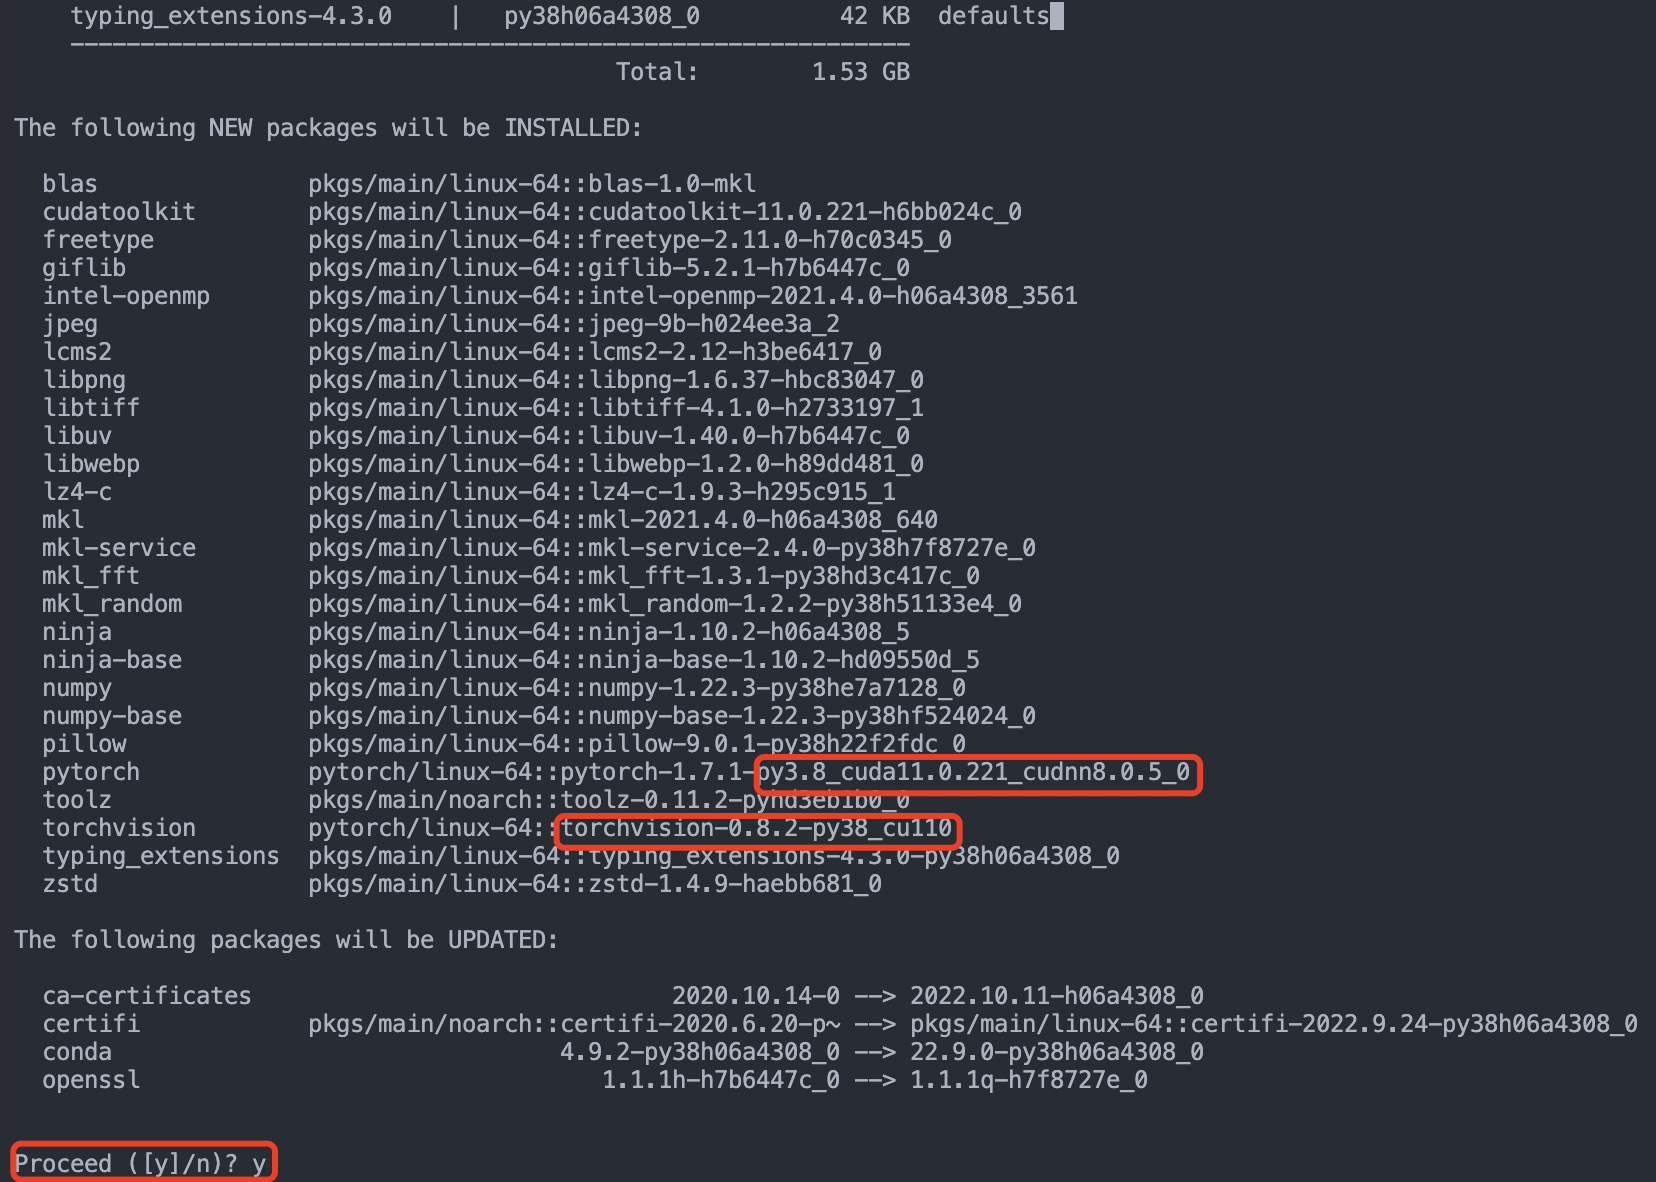 typing_extensions-4.3.0    |   py38h06a4308_0          42 KB  defaults
------------------------------------------------------------
Total:        1.53 GB
The following NEW packages will be INSTALLED:
blas               pkgs/main/linux-64::blas-1.0-mkl
cudatoolkit        pkgs/main/linux-64::cudatoolkit-11.0.221-h6bb024c_0
freetype           pkgs/main/linux-64::freetype-2.11.0-h70c0345_0
giflib             pkgs/main/linux-64::giflib-5.2.1-h7b6447c_0
intel-openmp       pkgs/main/linux-64::intel-openmp-2021.4.0-h06a4308_3561
jpeg               pkgs/main/linux-64::jpeg-9b-h024ee3a_2
lcms2              pkgs/main/linux-64::lcms2-2.12-h3be6417_0
libpng             pkgs/main/linux-64::libpng-1.6.37-hbc83047_0
libtiff            pkgs/main/linux-64::libtiff-4.1.0-h2733197_1
libuv              pkgs/main/linux-64::libuv-1.40.0-h7b6447c_0
libwebp            pkgs/main/linux-64::libwebp-1.2.0-h89dd481_0
lz4-c              pkgs/main/linux-64::lz4-c-1.9.3-h295c915_1
mkl                pkgs/main/linux-64::mkl-2021.4.0-h06a4308_640
mkl-service        pkgs/main/linux-64::mkl-service-2.4.0-py38h7f8727e_0
mkl_fft            pkgs/main/linux-64::mkl_fft-1.3.1-py38hd3c417c_0
mkl_random         pkgs/main/linux-64::mkl_random-1.2.2-py38h51133e4_0
ninja              pkgs/main/linux-64::ninja-1.10.2-h06a4308_5
ninja-base         pkgs/main/linux-64::ninja-base-1.10.2-hd09550d_5
numpy              pkgs/main/linux-64::numpy-1.22.3-py38he7a7128_0
numpy-base         pkgs/main/linux-64::numpy-base-1.22.3-py38hf524024_0
pillow             pkgs/main/linux-64::pillow-9.0.1-py38h22f2fdc_0
pytorch            pytorch/linux-64::pytorch-1.7.1-py3.8_cuda11.0.221_cudnn8.0.5_0
toolz              pkgs/main/noarch::toolz-0.11.2-pyhd3eb1b0_0
torchvision        pytorch/linux-64::torchvision-0.8.2-py38_cu110
typing_extensions  pkgs/main/linux-64::typing_extensions-4.3.0-py38h06a4308_0
zstd               pkgs/main/linux-64::zstd-1.4.9-haebb681_0
The following packages will be UPDATED:
ca-certificates                              2020.10.14-0 --> 2022.10.11-h06a4308_0
certifi            pkgs/main/noarch::certifi-2020.6.20-p~ --> pkgs/main/linux-64::certifi-2022.9.24-py38h06a4308_0
conda                                4.9.2-py38h06a4308_0 --> 22.9.0-py38h06a4308_0
openssl                                 1.1.1h-h7b6447c_0 --> 1.1.1q-h7f8727e_0
Proceed ([y]/n)? y